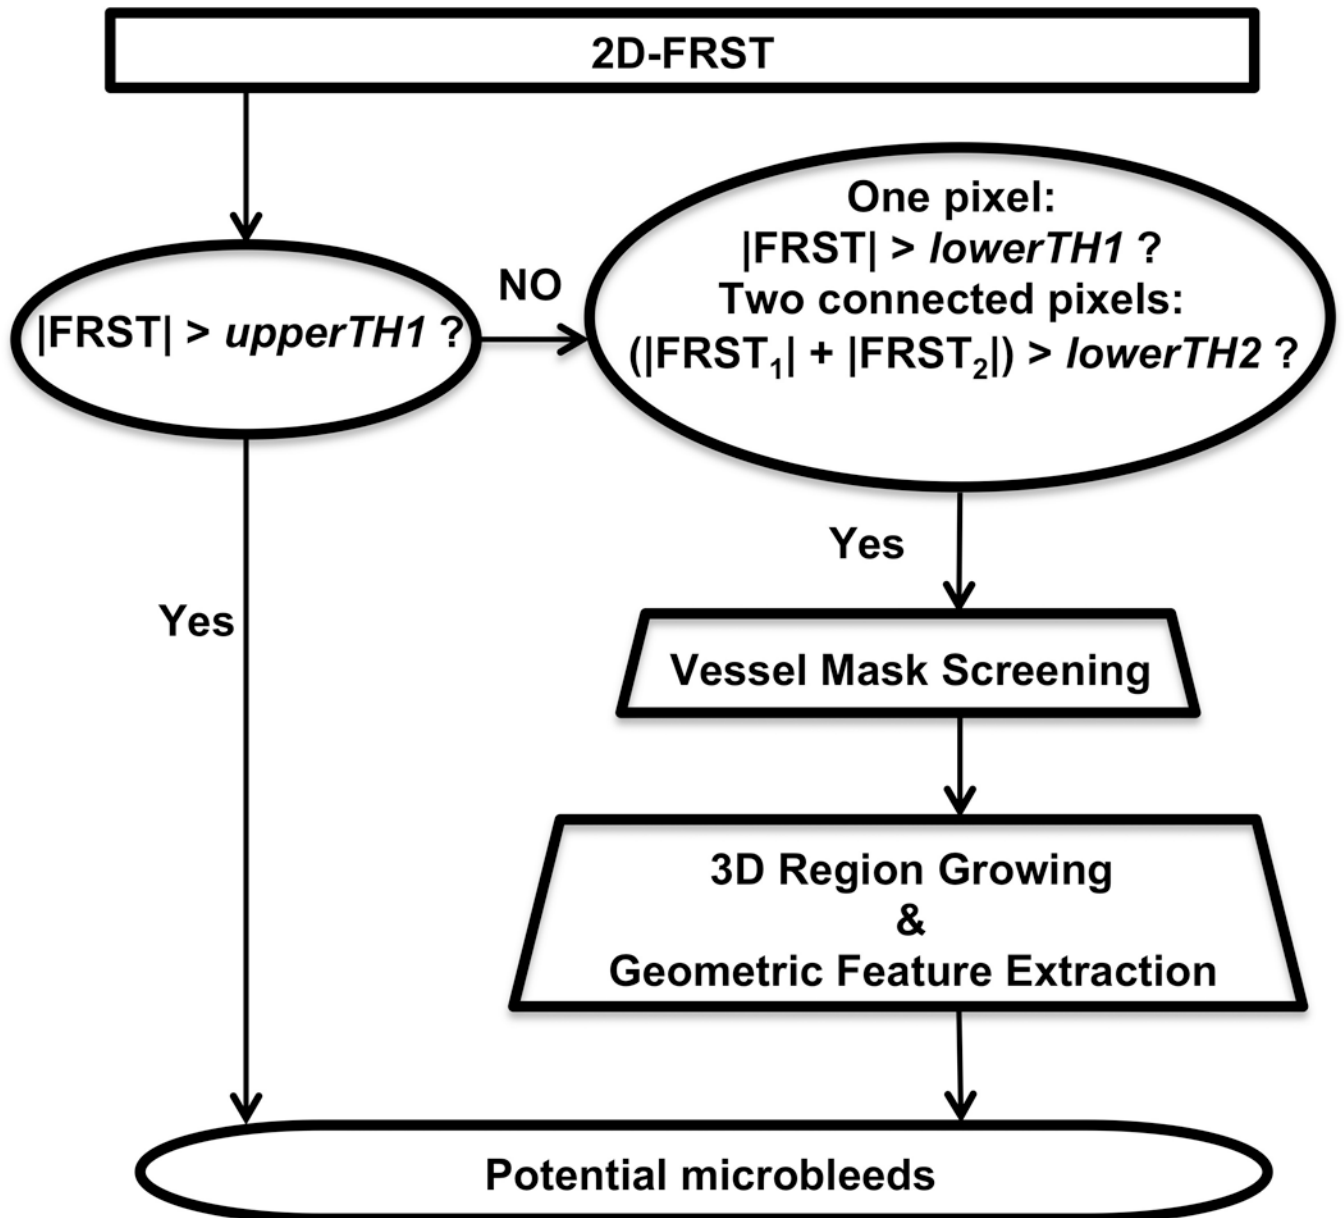 2D-FRST
One pixel:
|FRST| > lowerTH1 ?
Two connected pixels:
(|FRST₁| + |FRST₂|) > lowerTH2 ?
NO
|FRST| > upperTH1 ?
Yes
Yes
Vessel Mask Screening
3D Region Growing
&
Geometric Feature Extraction
Potential microbleeds